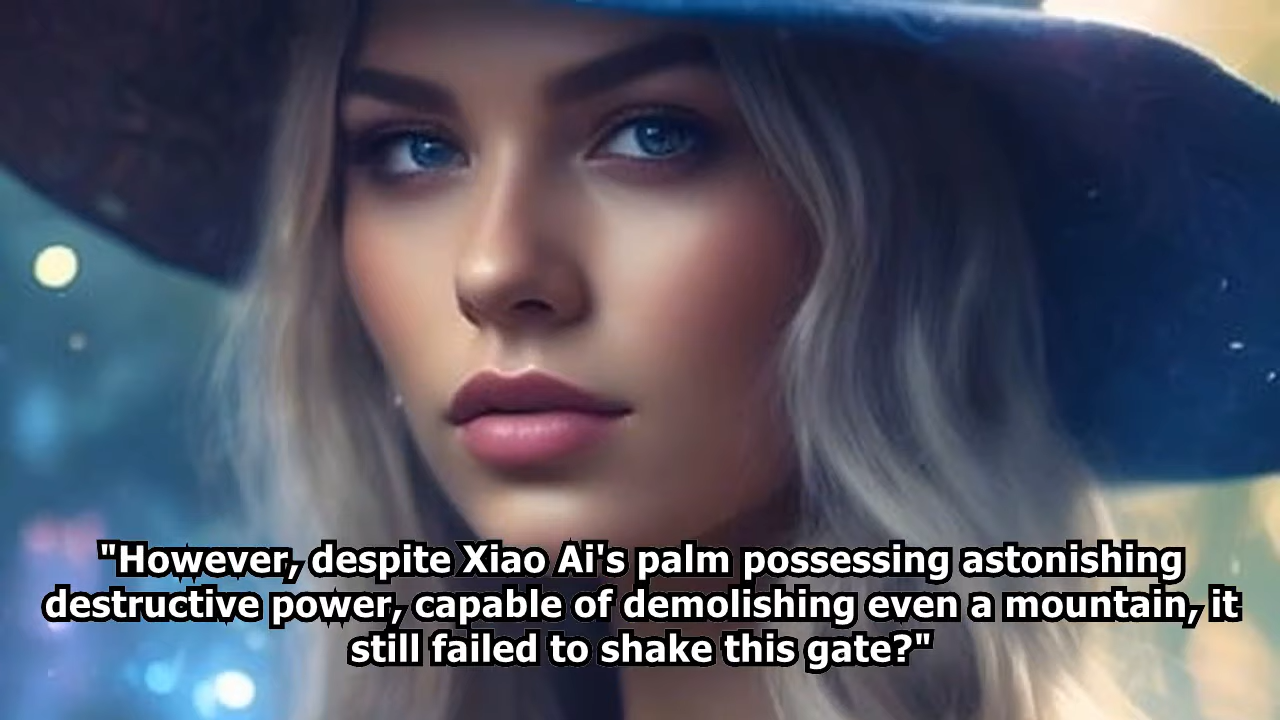 "However, despite Xiao Ai's palm possessing astonishing
destructive power, capable of demolishing even a mountain, it
still failed to shake this gate?"